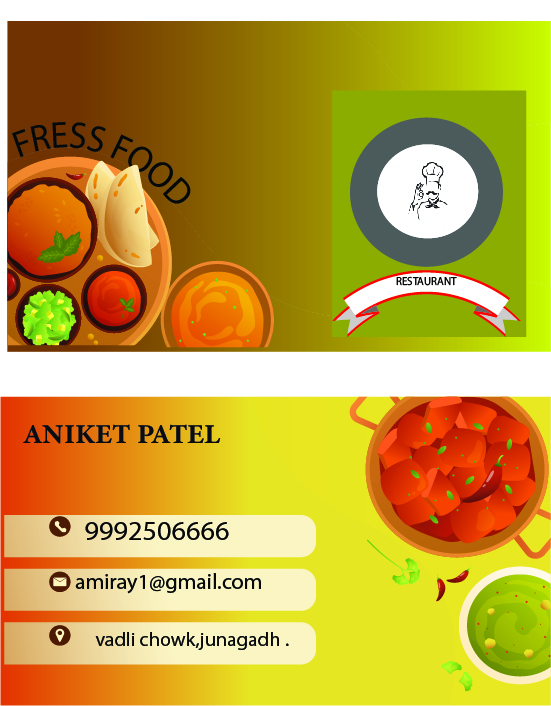 FRESS FOOD
RESTAURANT
ANIKET PATEL
9992506666
amiray1@gmail.com
vadli chowk,junagadh .